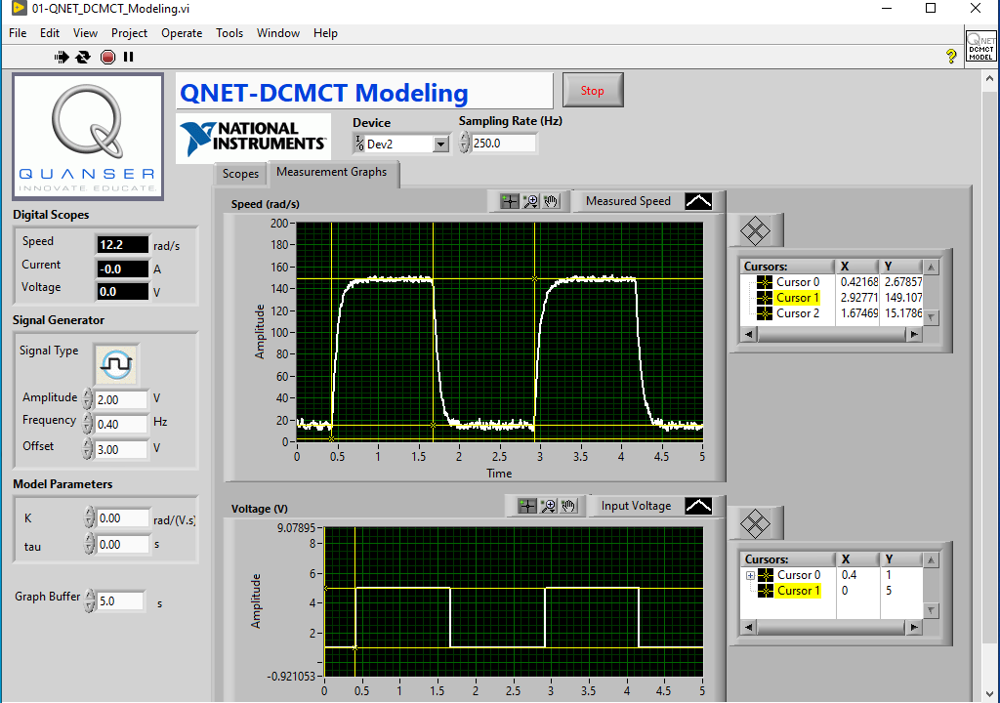 01-QNET_DCMCT_Modeling.vi
File Edit View Project Operate Tools Window Help
QNET
DCMCT
MODEL
QUANSER
INNOVATE. EDUCATE.
QNET-DCMCT Modeling
Stop
NATIONAL
INSTRUMENTS
Device
Dev2
Sampling Rate (Hz)
250.0
Scopes Measurement Graphs
Digital Scopes
Speed 12.2 rad/s
Current -0.0 A
Voltage 0.0 V
Signal Generator
Signal Type
Amplitude 2.00 V
Frequency 0.40 Hz
Offset 3.00 V
Model Parameters
K 0.00 rad/(V.s)
tau 0.00 s
Graph Buffer 5.0 s
Speed (rad/s)
Measured Speed
200
180
160
140
120
100
80
60
40
20
0
Amplitude
0 0.5 1 1.5 2 2.5 3 3.5 4 4.5 5
Time
Cursors: X Y
Cursor 0 0.42168 2.67857
Cursor 1 2.92771 149.107
Cursor 2 1.67469 15.1786
Voltage (V)
Input Voltage
9.07895
8
6
4
2
-0.921053
Amplitude
0 0.5 1 1.5 2 2.5 3 3.5 4 4.5 5
Cursors: X Y
Cursor 0 0.4 1
Cursor 1 0 5